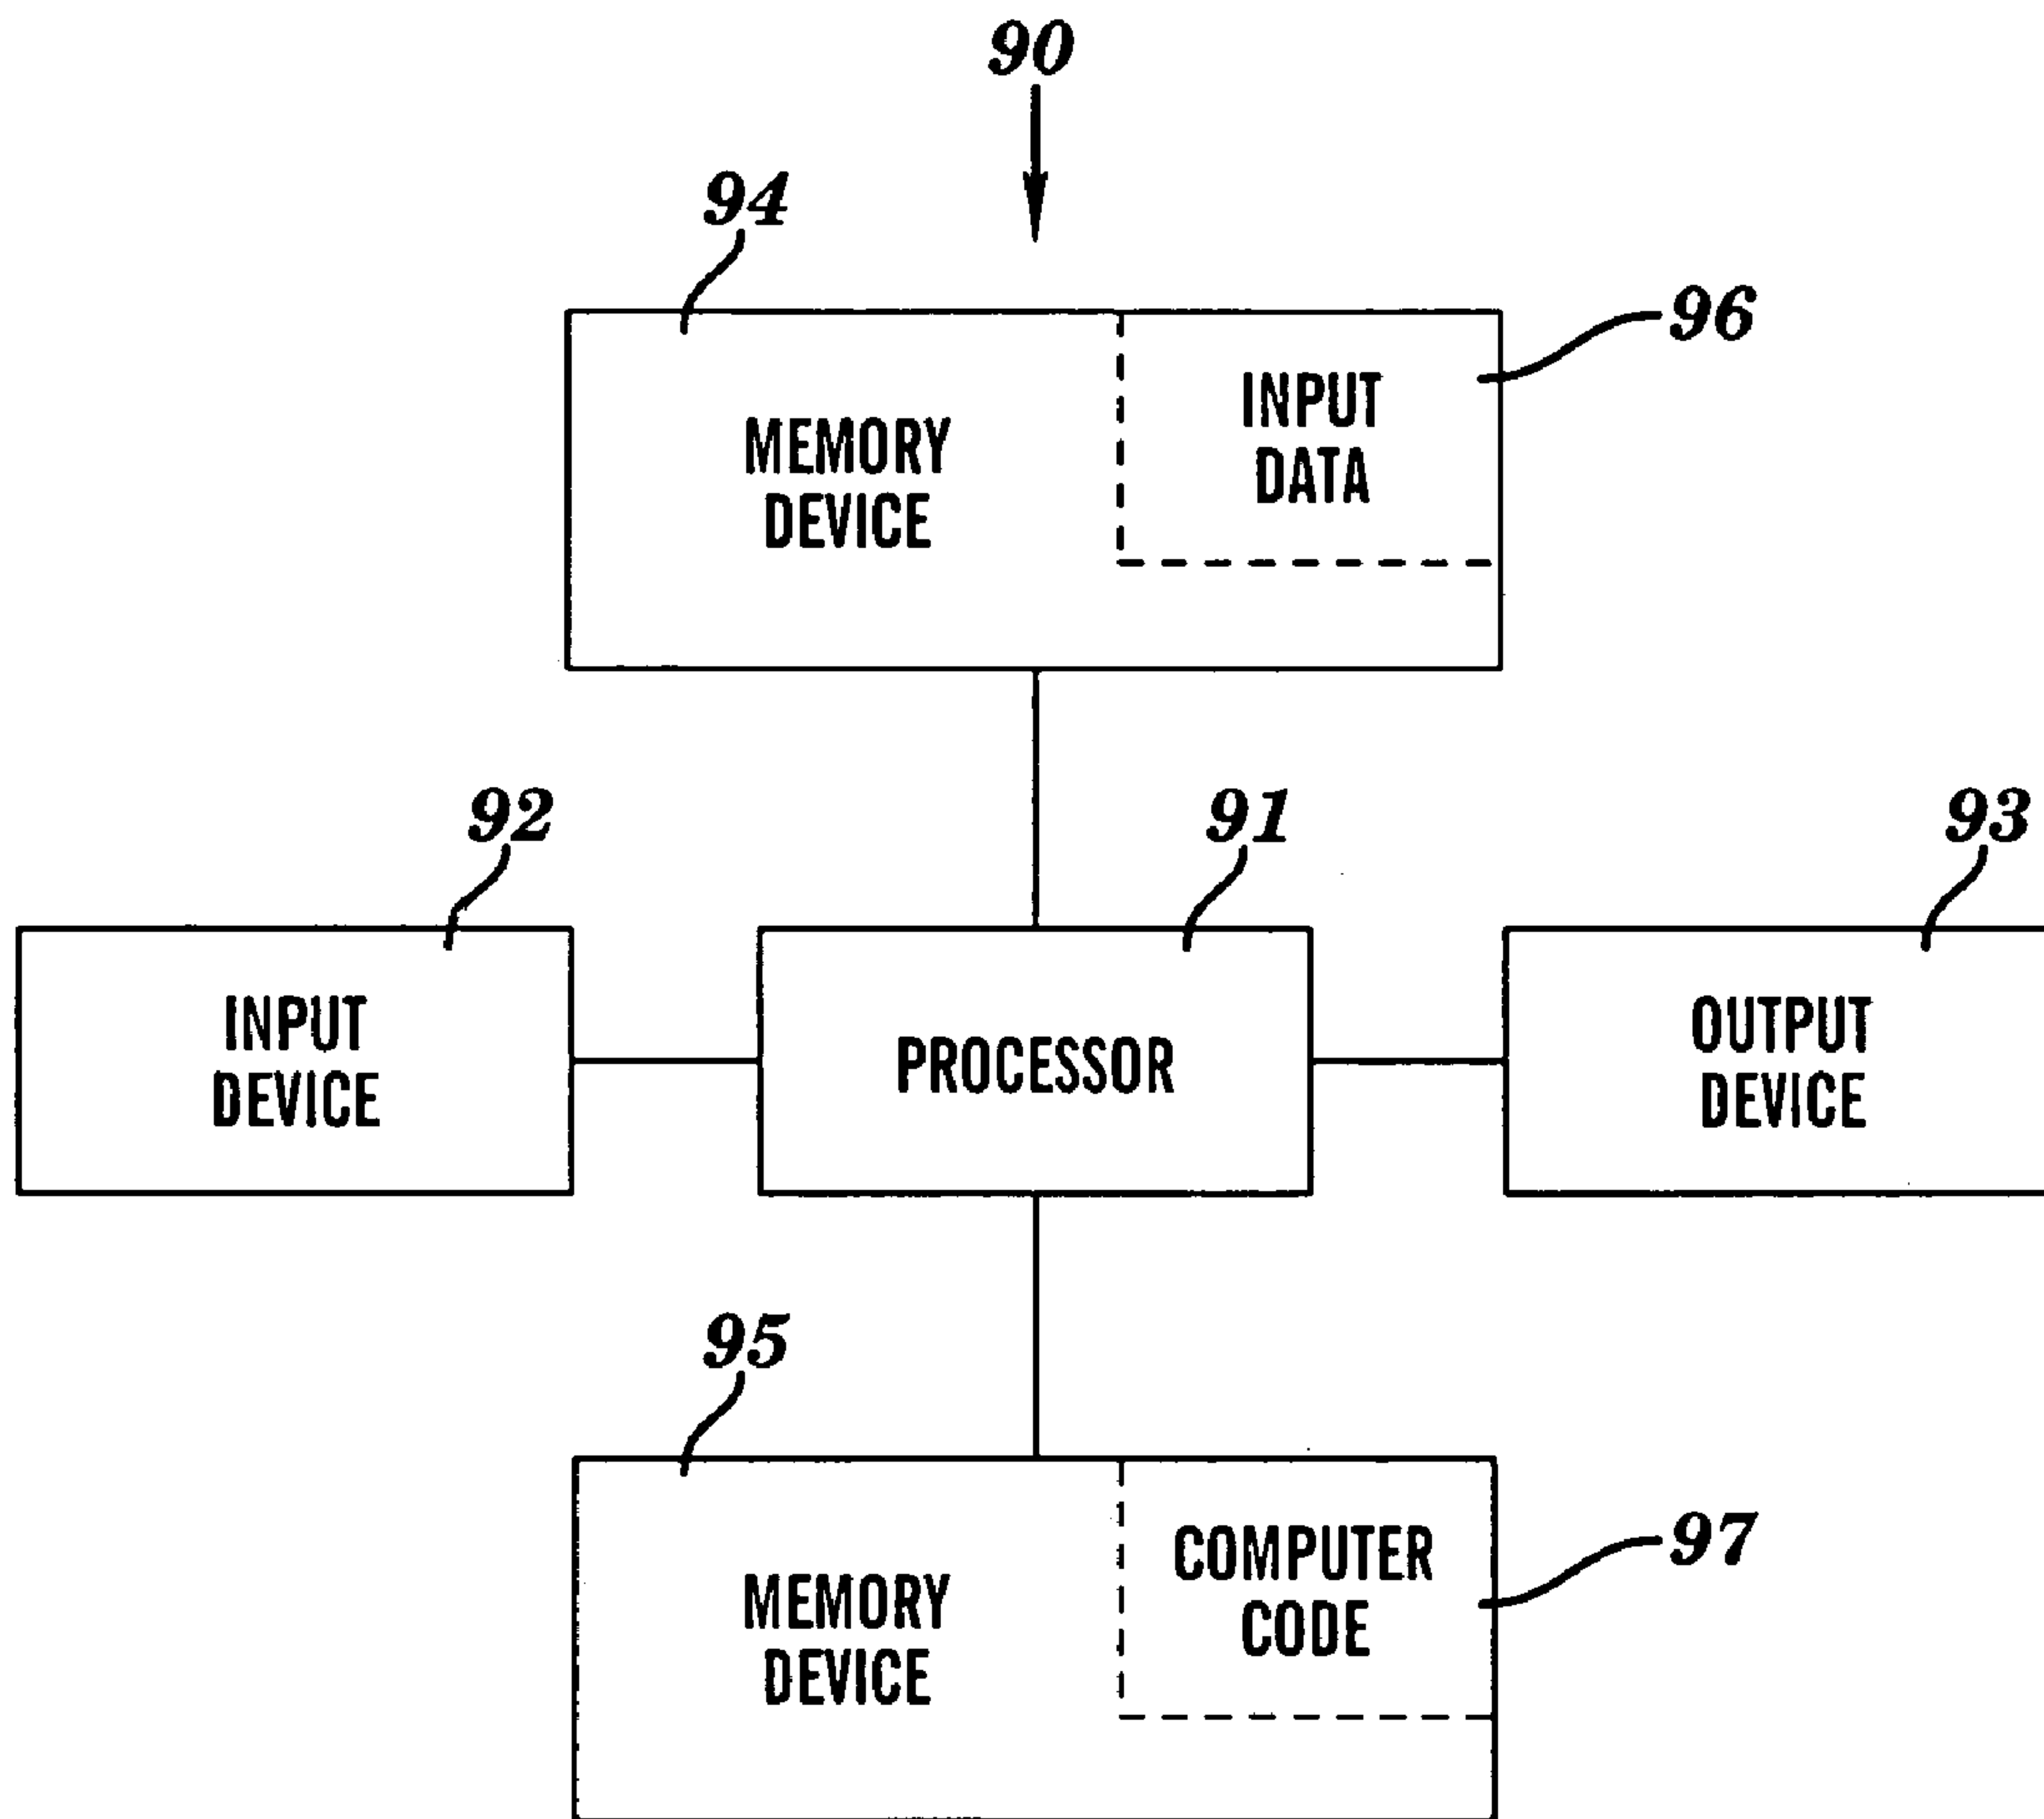 90
94
96
MEMORY
DEVICE
INPUT
DATA
92
91
93
INPUT
DEVICE
PROCESSOR
OUTPUT
DEVICE
95
97
MEMORY
DEVICE
COMPUTER
CODE